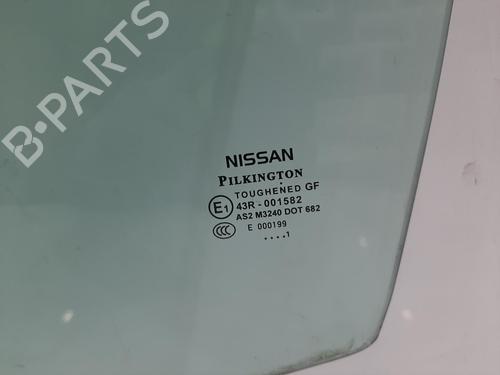 B-PARTS
NISSAN
PILKINGTON
TOUGHENED GF
E1 43R - 001582
AS2 M3240 DOT 682
CCC E 000199
....1